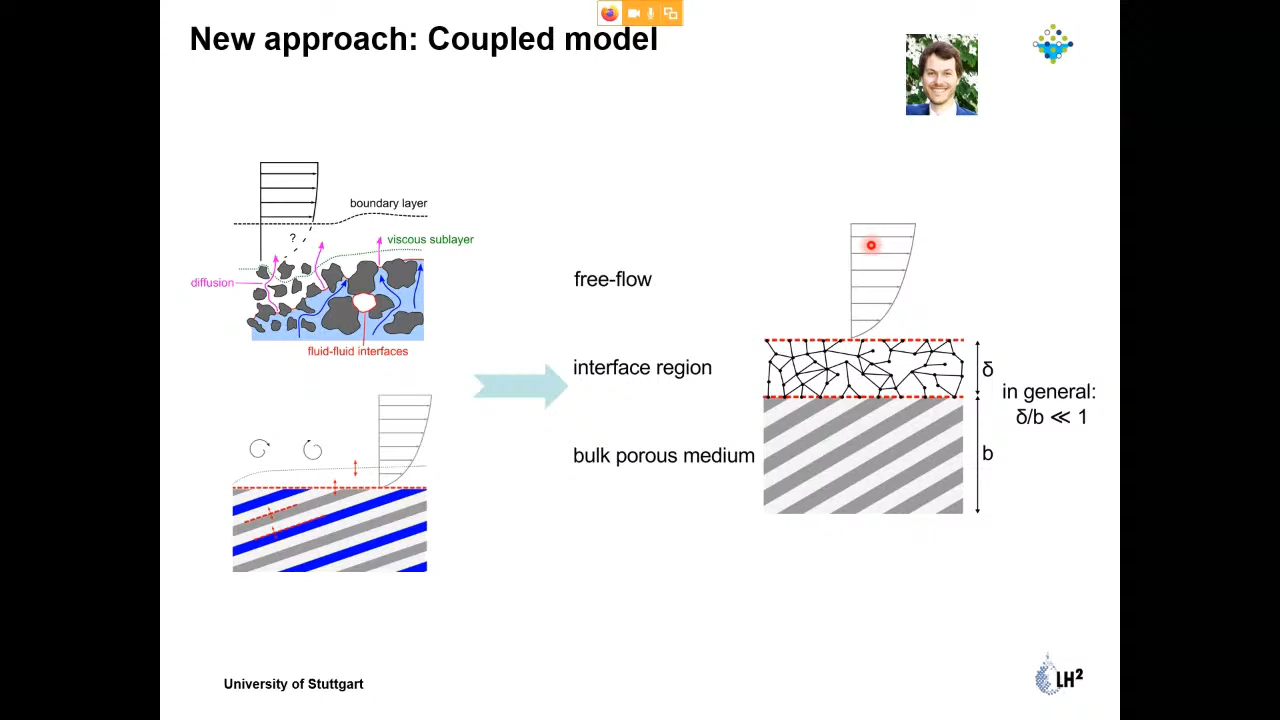 New approach: Coupled model
boundary layer
?
viscous sublayer
diffusion
fluid-fluid interfaces
free-flow
interface region
bulk porous medium
δ
b
in general:
δ/b ≪ 1
University of Stuttgart
LH²